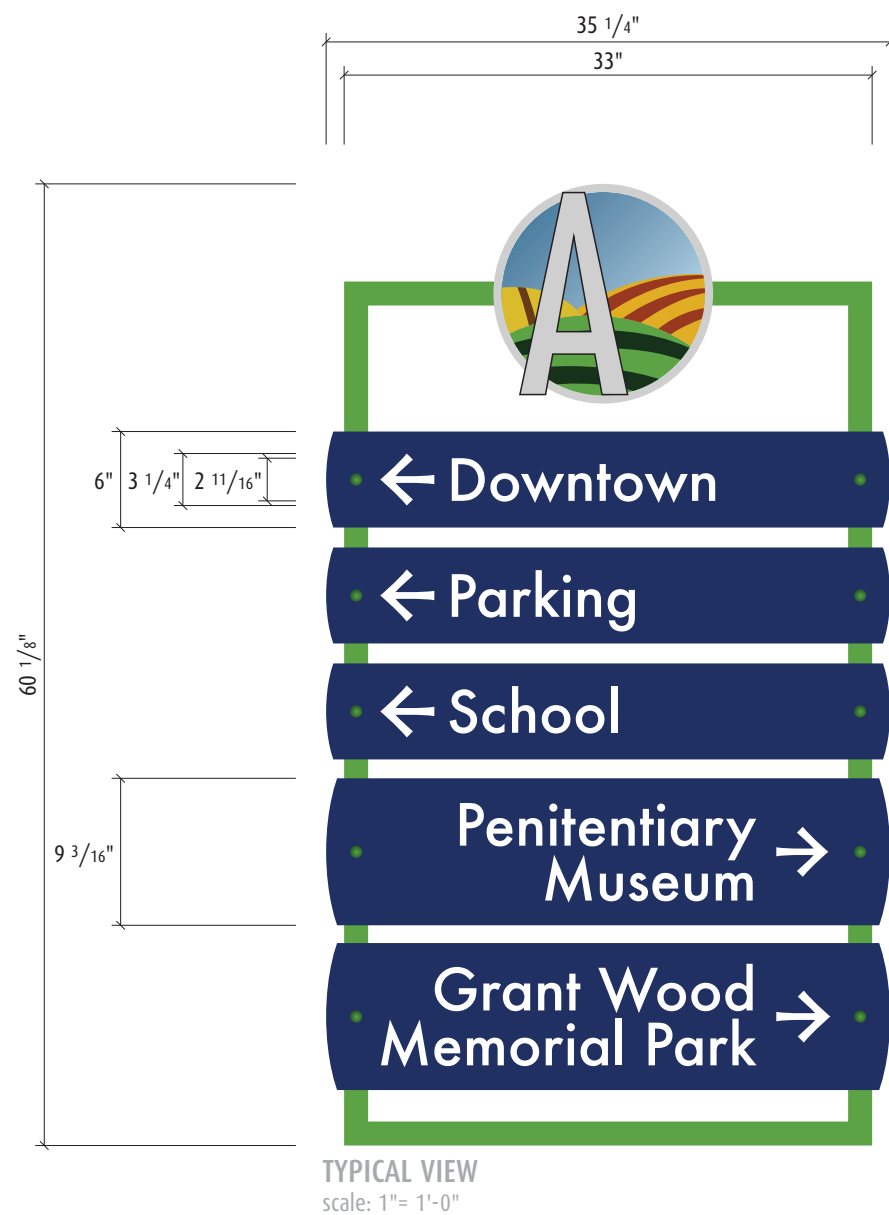 35 1/4"
33"
A
6"
3 1/4"
2 11/16"
← Downtown
← Parking
60 1/8"
← School
9 3/16"
Penitentiary
Museum →
Grant Wood
Memorial Park →
TYPICAL VIEW
scale: 1"= 1'-0"